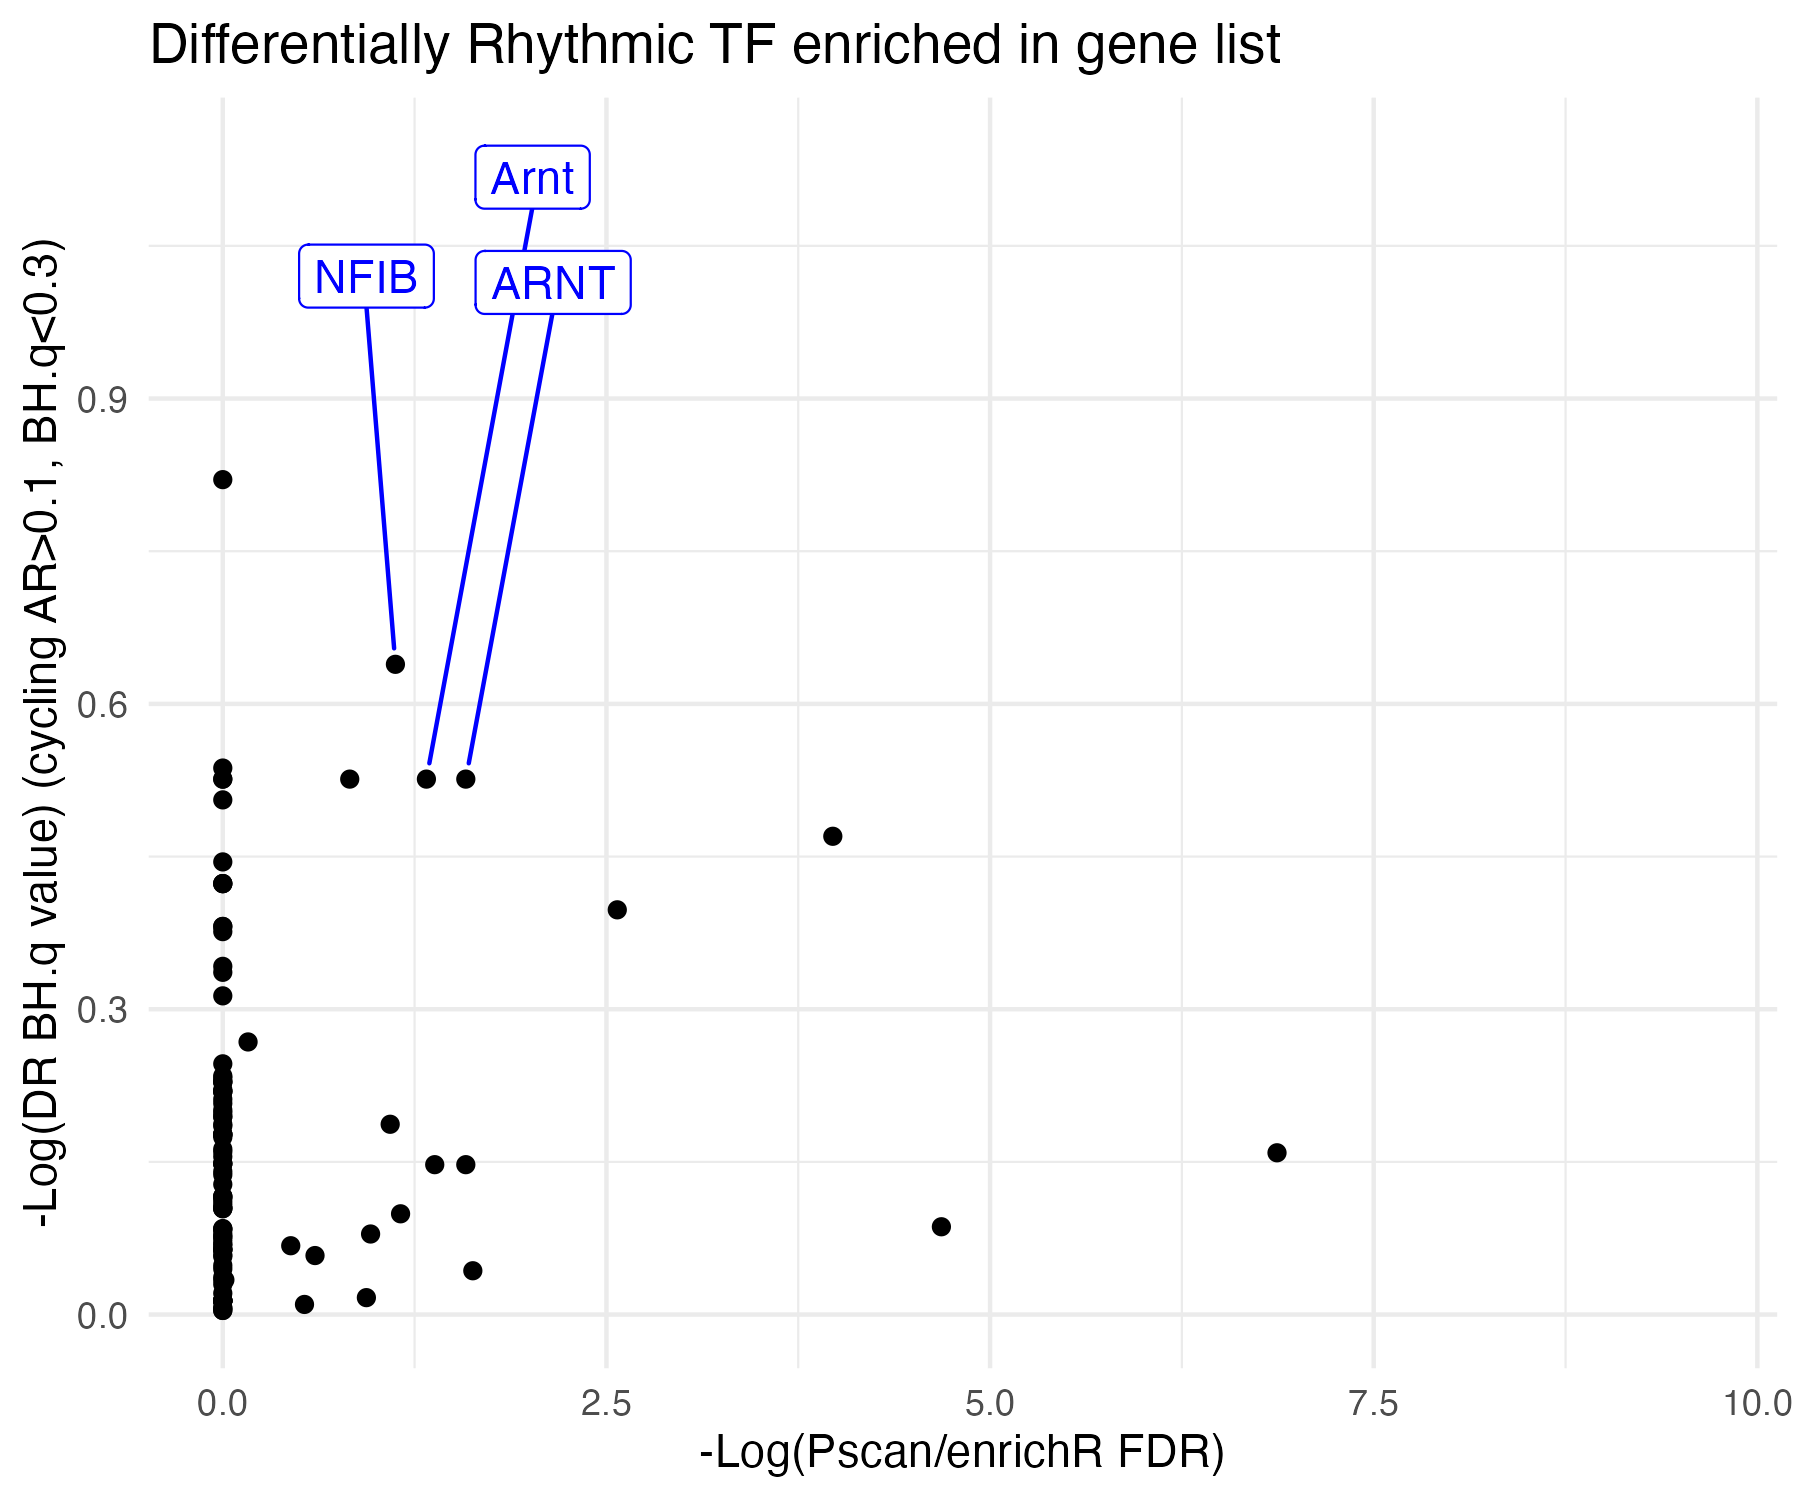 Differentially Rhythmic TF enriched in gene list
Arnt
NFIB
ARNT
-Log(DR BH.q value) (cycling AR>0.1, BH.q<0.3)
0.9
0.6
0.3
0.0
0.0 2.5 5.0 7.5 10.0
-Log(Pscan/enrichR FDR)